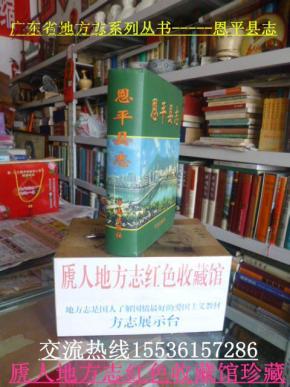 广东省地方志系列丛书-----恩平县志
恩平县志
恩平县志
虒人地方志红色收藏馆
地方志是国人了解国情最好的爱国主义教材
方志展示台
交流热线15536157286
虒人地方志红色收藏馆珍藏